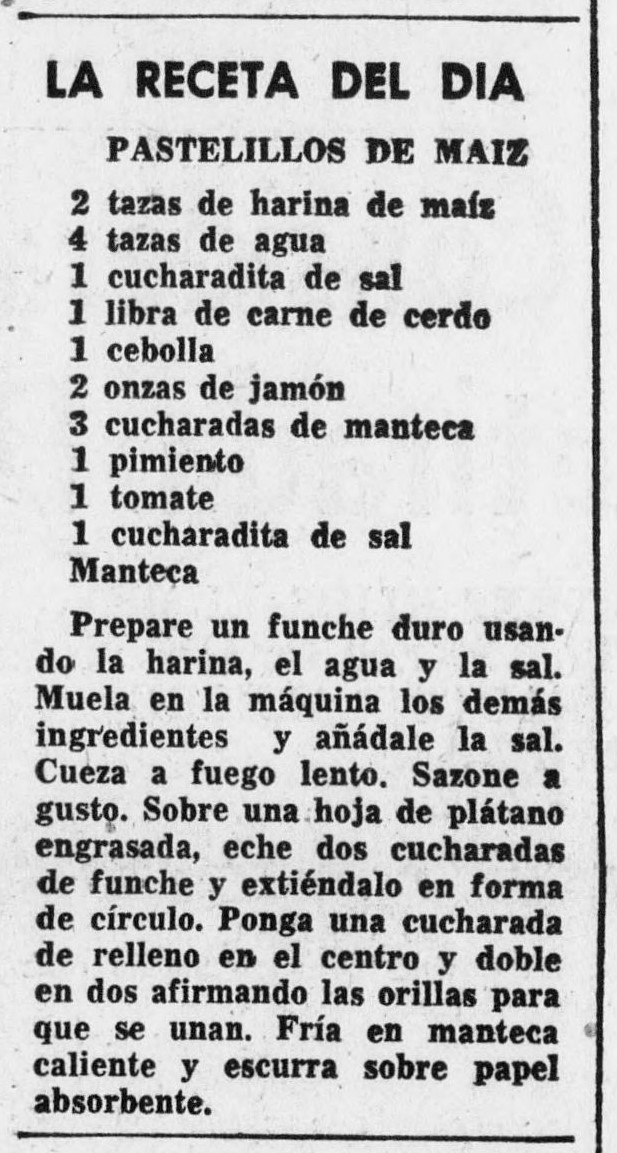 LA RECETA DEL DIA
PASTELILLOS DE MAIZ
2 tazas de harina de maíz
4 tazas de agua
1 cucharadita de sal
1 libra de carne de cerdo
1 cebolla
2 onzas de jamón
3 cucharadas de manteca
1 pimiento
1 tomate
1 cucharadita de sal
Manteca
Prepare un funche duro usan-
do la harina, el agua y la sal.
Muela en la máquina los demás
ingredientes y añádale la sal.
Cueza a fuego lento. Sazone a
gusto. Sobre una hoja de plátano
engrasada, eche dos cucharadas
de funche y extiéndalo en forma
de círculo. Ponga una cucharada
de relleno en el centro y doble
en dos afirmando las orillas para
que se unan. Fría en manteca
caliente y escurra sobre papel
absorbente.